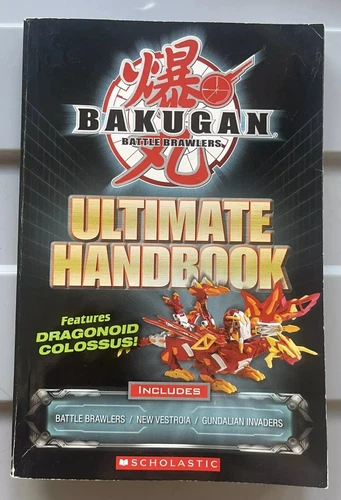 爆
BAKUGAN
BATTLE BRAWLERS
丸
ULTIMATE
HANDBOOK
Features
DRAGONOID
COLOSSUS!
INCLUDES
BATTLE BRAWLERS / NEW VESTROIA / GUNDALIAN INVADERS
SCHOLASTIC